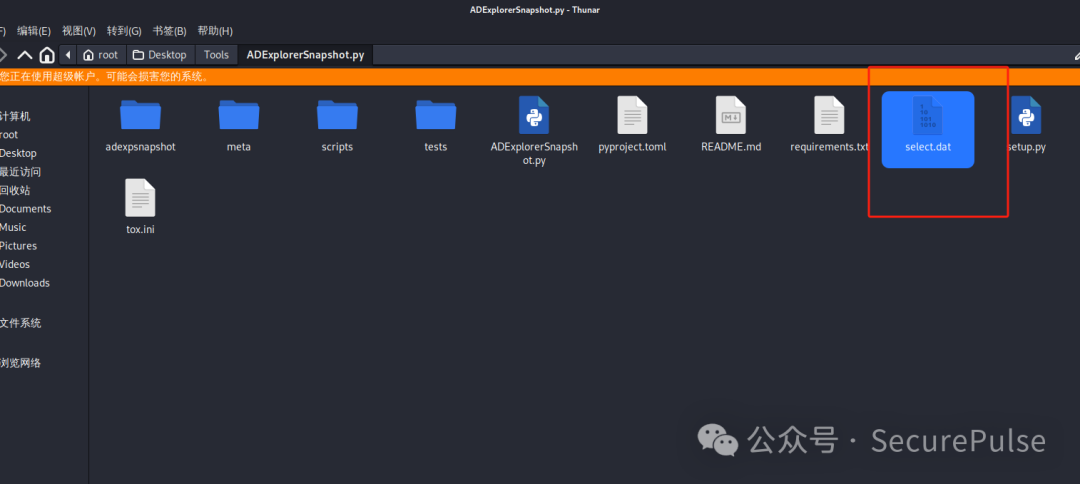 ADExplorerSnapshot.py - Thunar
F) 编辑(E) 视图(V) 转到(G) 书签(B) 帮助(H)
root Desktop Tools ADExplorerSnapshot.py
您正在使用超级帐户。可能会损害您的系统。
计算机
root
Desktop
最近访问
回收站
Documents
Music
Pictures
Videos
Downloads
文件系统
浏览网络
adexpsnapshot meta scripts tests ADExplorerSnapsh pyproject.toml README.md requirements.txt select.dat setup.py
ot.py
tox.ini
公众号 · SecurePulse